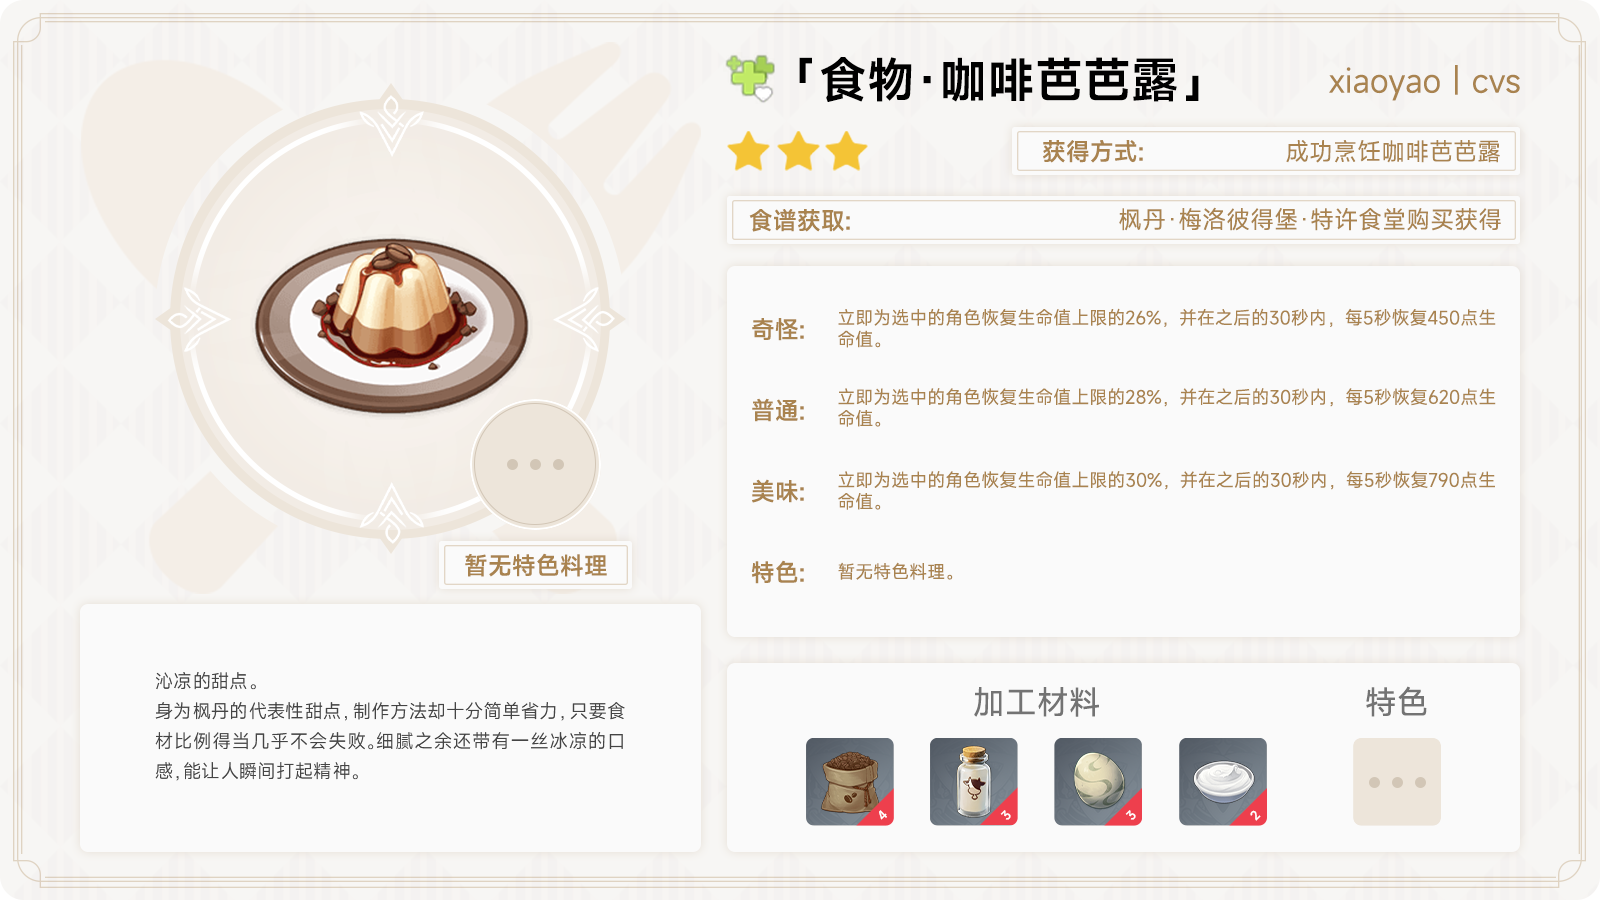 「食物·咖啡芭芭露」
xiaoyao | cvs
获得方式:
成功烹饪咖啡芭芭露
食谱获取:
枫丹·梅洛彼得堡·特许食堂购买获得
奇怪:
立即为选中的角色恢复生命值上限的26%，并在之后的30秒内，每5秒恢复450点生
命值。
普通:
立即为选中的角色恢复生命值上限的28%，并在之后的30秒内，每5秒恢复620点生
命值。
美味:
立即为选中的角色恢复生命值上限的30%，并在之后的30秒内，每5秒恢复790点生
命值。
特色:
暂无特色料理。
暂无特色料理
沁凉的甜点。
身为枫丹的代表性甜点,制作方法却十分简单省力,只要食
材比例得当几乎不会失败。细腻之余还带有一丝冰凉的口
感,能让人瞬间打起精神。
加工材料
特色
4
3
3
2